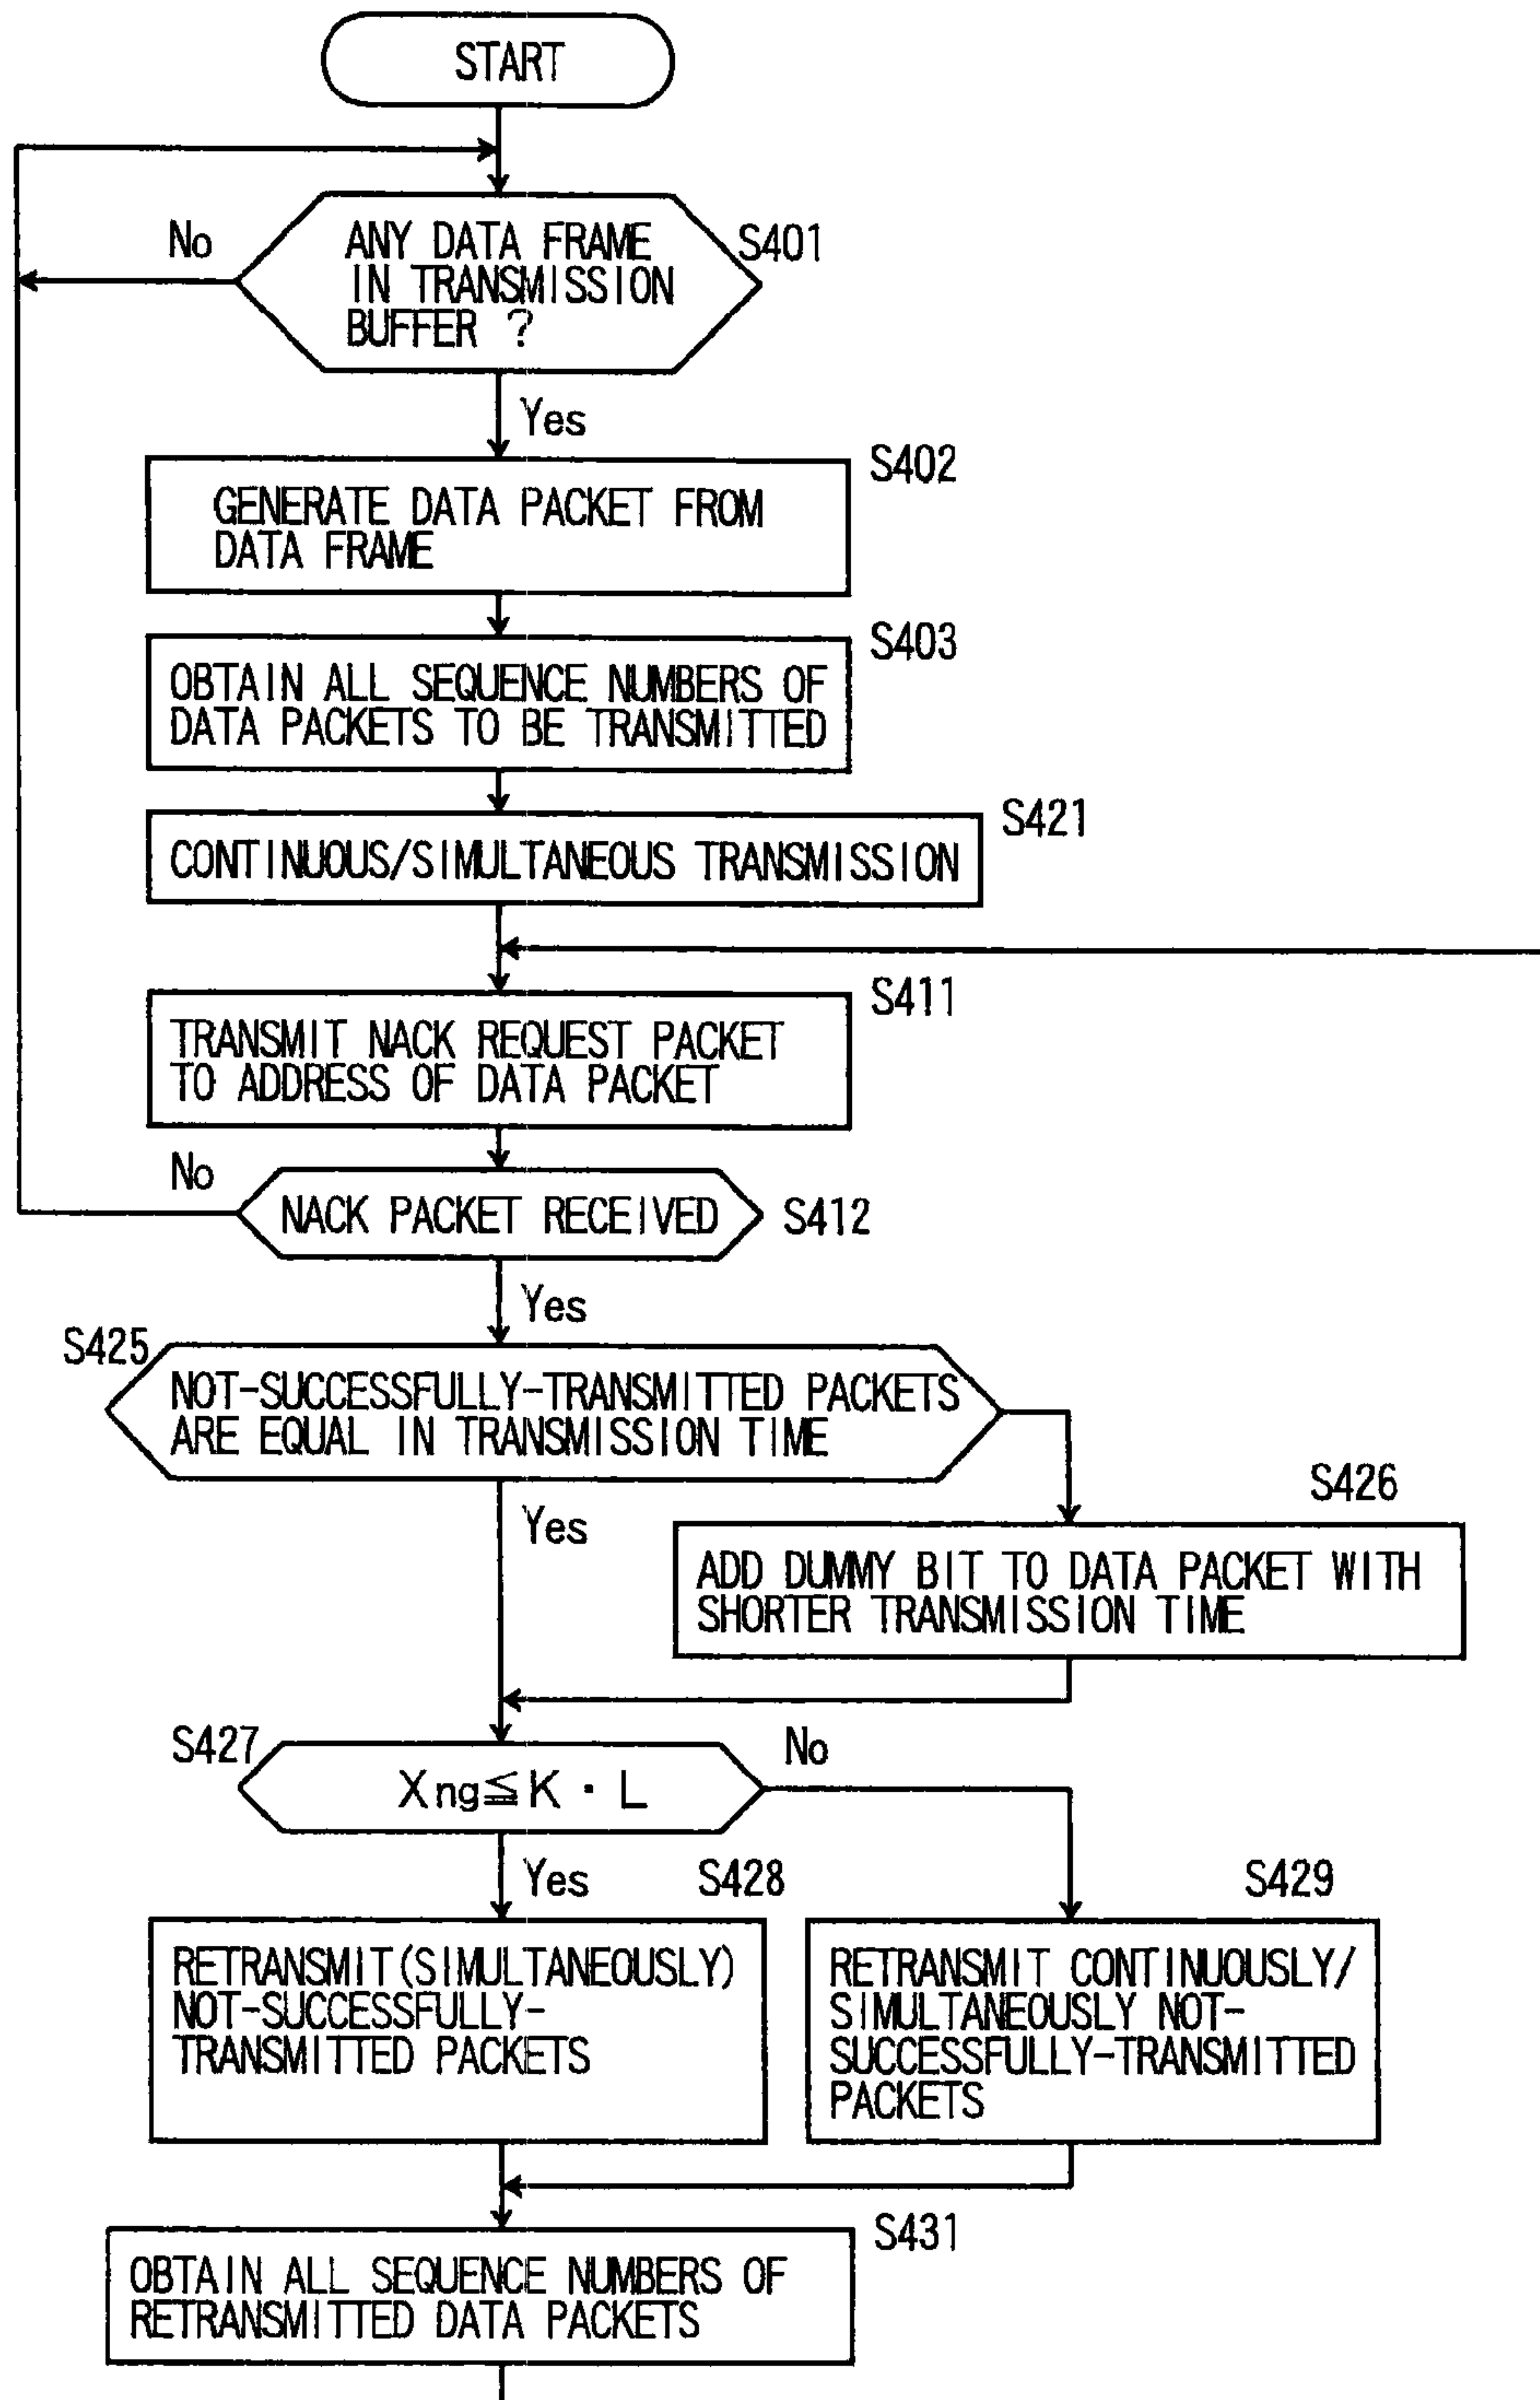 START
No
ANY DATA FRAME
IN TRANSMISSION
BUFFER ?
S401
Yes
S402
GENERATE DATA PACKET FROM
DATA FRAME
S403
OBTAIN ALL SEQUENCE NUMBERS OF
DATA PACKETS TO BE TRANSMITTED
S421
CONTINUOUS/SIMULTANEOUS TRANSMISSION
S411
TRANSMIT NACK REQUEST PACKET
TO ADDRESS OF DATA PACKET
No
NACK PACKET RECEIVED
S412
Yes
S425
NOT-SUCCESSFULLY-TRANSMITTED PACKETS
ARE EQUAL IN TRANSMISSION TIME
Yes
S426
ADD DUMMY BIT TO DATA PACKET WITH
SHORTER TRANSMISSION TIME
S427
Xng≦K・L
No
Yes
S428
RETRANSMIT(SIMULTANEOUSLY)
NOT-SUCCESSFULLY-
TRANSMITTED PACKETS
S429
RETRANSMIT CONTINUOUSLY/
SIMULTANEOUSLY NOT-
SUCCESSFULLY-TRANSMITTED
PACKETS
S431
OBTAIN ALL SEQUENCE NUMBERS OF
RETRANSMITTED DATA PACKETS